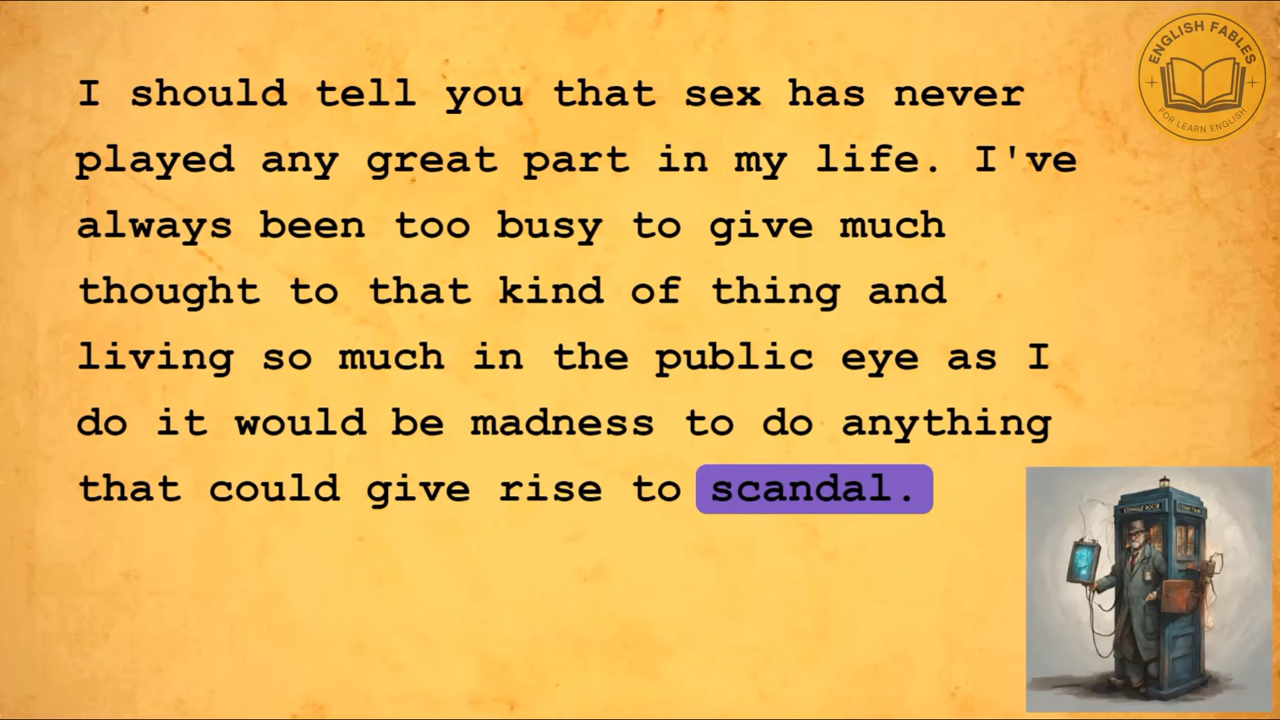 I should tell you that sex has never
played any great part in my life. I've
always been too busy to give much
thought to that kind of thing and
living so much in the public eye as I
do it would be madness to do anything
that could give rise to scandal.
ENGLISH FABLES
FOR LEARN ENGLISH